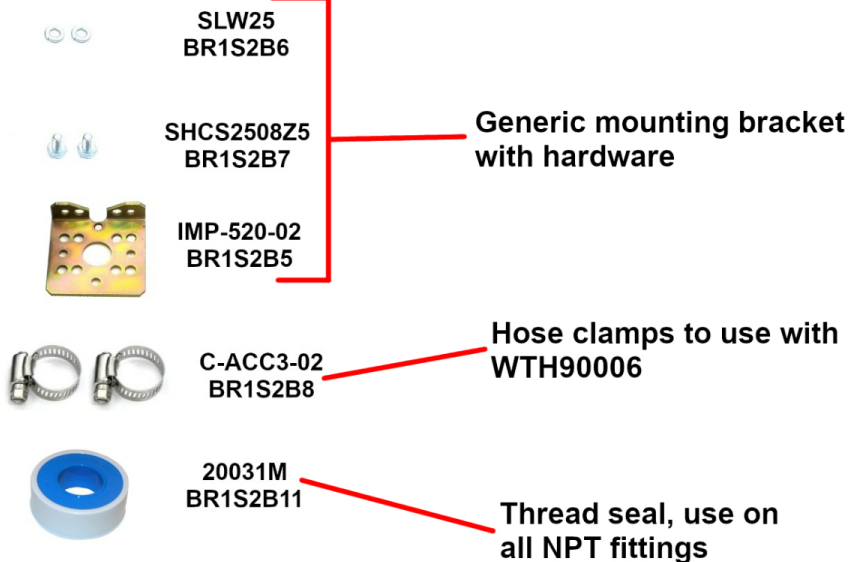 SLW25
BR1S2B6
SHCS2508Z5
BR1S2B7
Generic mounting bracket
with hardware
IMP-520-02
BR1S2B5
C-ACC3-02
BR1S2B8
Hose clamps to use with
WTH90006
20031M
BR1S2B11
Thread seal, use on
all NPT fittings